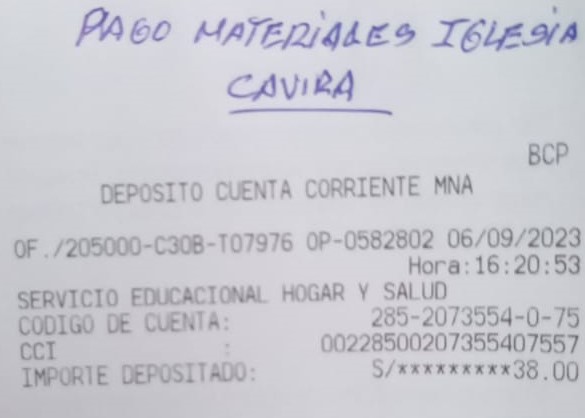 PAGO MATERIALES IGLESIA
CAVIRA
BCP
DEPOSITO CUENTA CORRIENTE MNA
OF./205000-C30B-T07976 OP-0582802 06/09/2023
Hora:16:20:53
SERVICIO EDUCACIONAL HOGAR Y SALUD
CODIGO DE CUENTA: 285-2073554-0-75
CCI : 00228500207355407557
IMPORTE DEPOSITADO: S/*********38.00